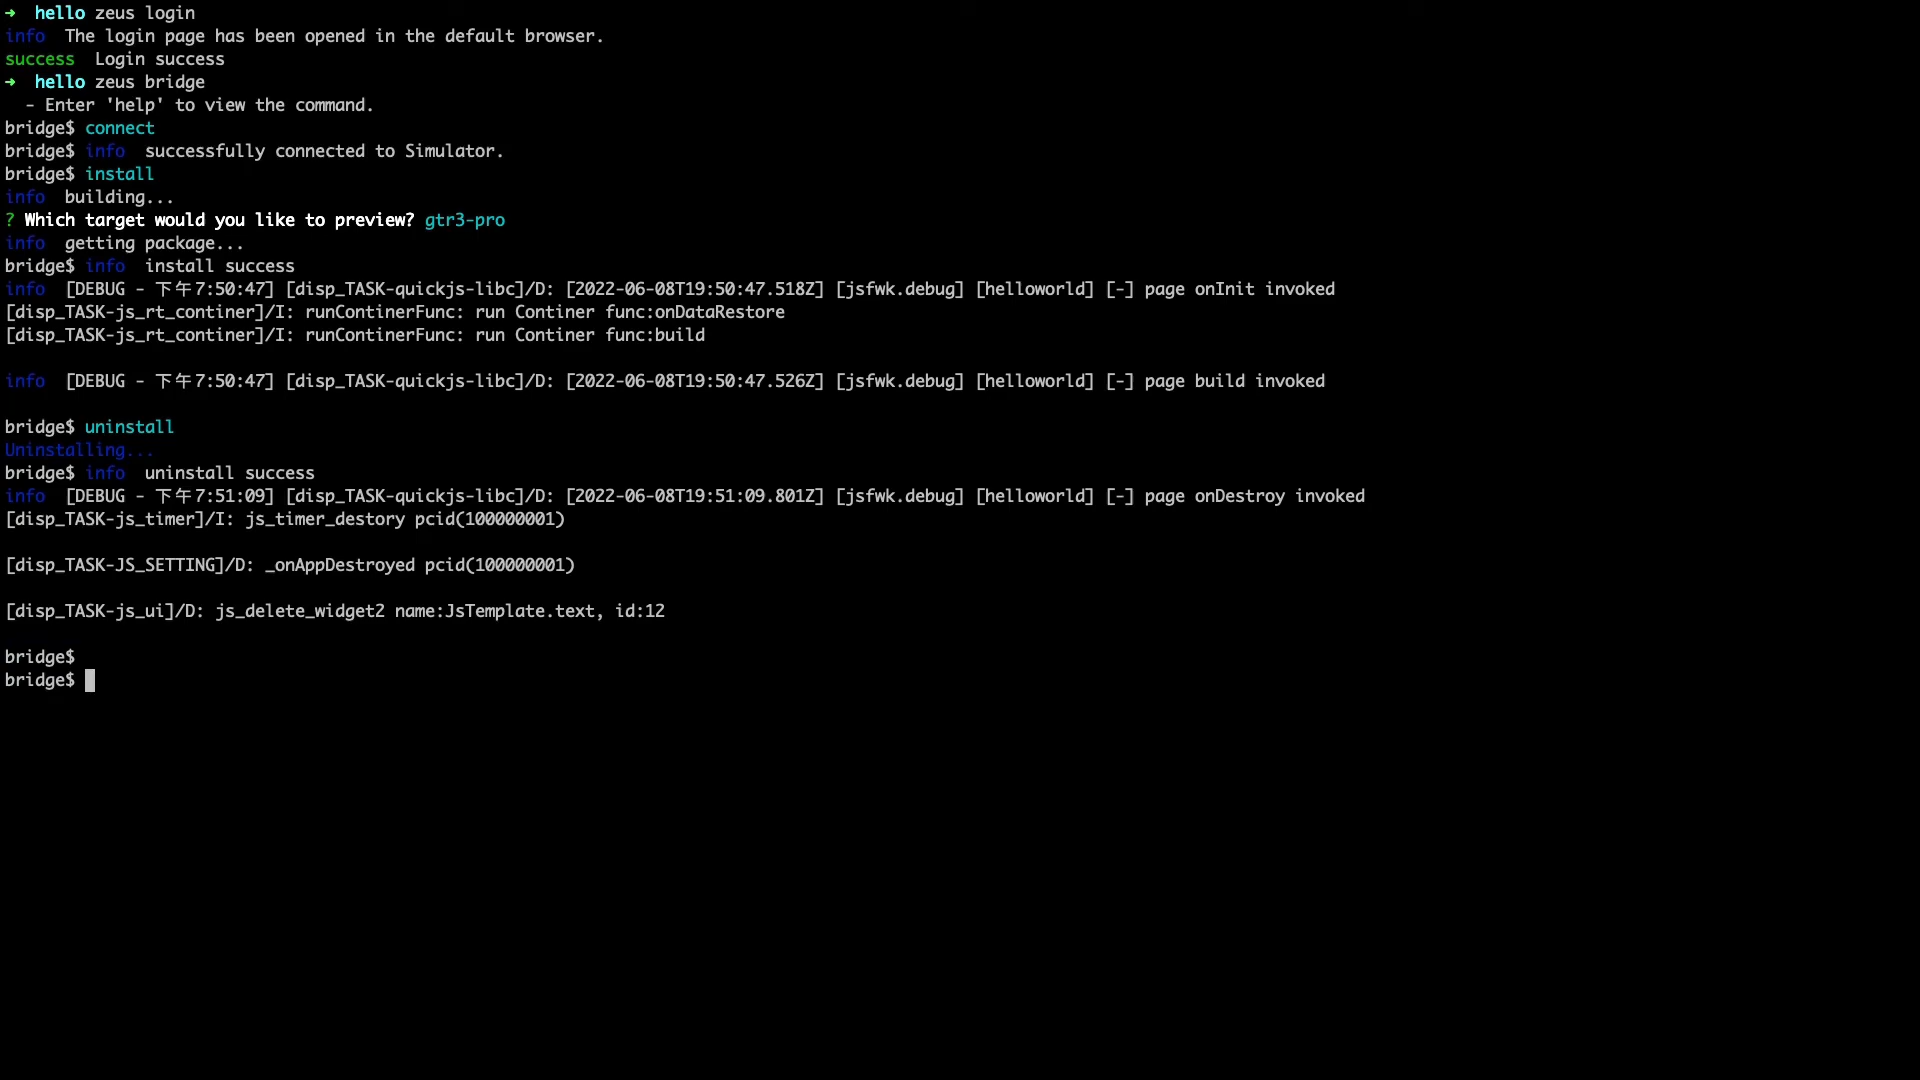 ➜  hello zeus login
info  The login page has been opened in the default browser.
success  Login success
➜  hello zeus bridge
  - Enter 'help' to view the command.
bridge$ connect
bridge$ info  successfully connected to Simulator.
bridge$ install
info  building...
? Which target would you like to preview? gtr3-pro
info  getting package...
bridge$ info  install success
info  [DEBUG - 下午7:50:47] [disp_TASK-quickjs-libc]/D: [2022-06-08T19:50:47.518Z] [jsfwk.debug] [helloworld] [-] page onInit invoked
[disp_TASK-js_rt_continer]/I: runContinerFunc: run Continer func:onDataRestore
[disp_TASK-js_rt_continer]/I: runContinerFunc: run Continer func:build
info  [DEBUG - 下午7:50:47] [disp_TASK-quickjs-libc]/D: [2022-06-08T19:50:47.526Z] [jsfwk.debug] [helloworld] [-] page build invoked
bridge$ uninstall
Uninstalling...
bridge$ info  uninstall success
info  [DEBUG - 下午7:51:09] [disp_TASK-quickjs-libc]/D: [2022-06-08T19:51:09.801Z] [jsfwk.debug] [helloworld] [-] page onDestroy invoked
[disp_TASK-js_timer]/I: js_timer_destory pcid(100000001)
[disp_TASK-JS_SETTING]/D: _onAppDestroyed pcid(100000001)
[disp_TASK-js_ui]/D: js_delete_widget2 name:JsTemplate.text, id:12
bridge$
bridge$